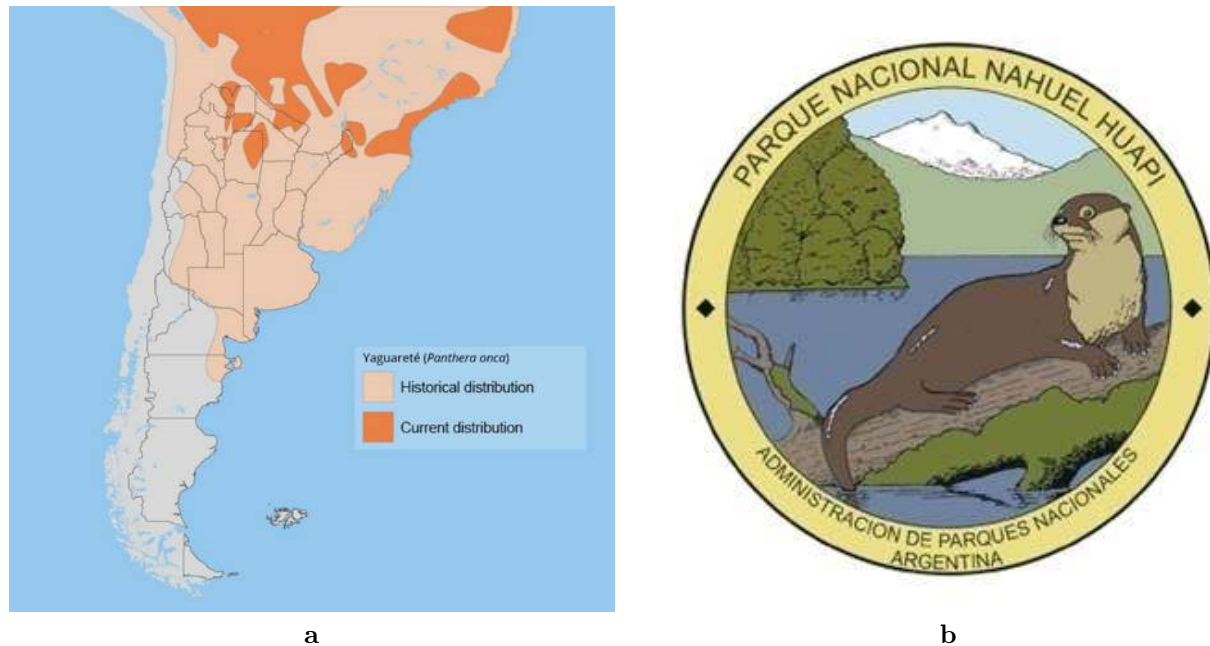 Yaguareté (Panthera onca)
Historical distribution
Current distribution
a
PARQUE NACIONAL NAHUEL HUAPI
ADMINISTRACION DE PARQUES NACIONALES
ARGENTINA
b